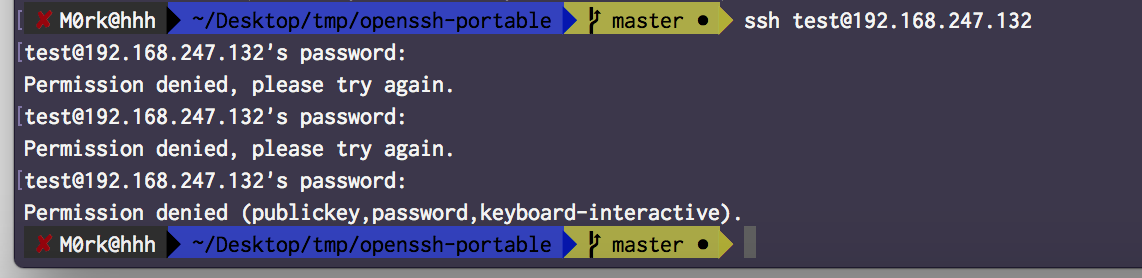 [ ✘ M0rk@hhh ~/Desktop/tmp/openssh-portable master ● ssh test@192.168.247.132
[test@192.168.247.132's password:
Permission denied, please try again.
[test@192.168.247.132's password:
Permission denied, please try again.
[test@192.168.247.132's password:
Permission denied (publickey,password,keyboard-interactive).
✘ M0rk@hhh ~/Desktop/tmp/openssh-portable master ●